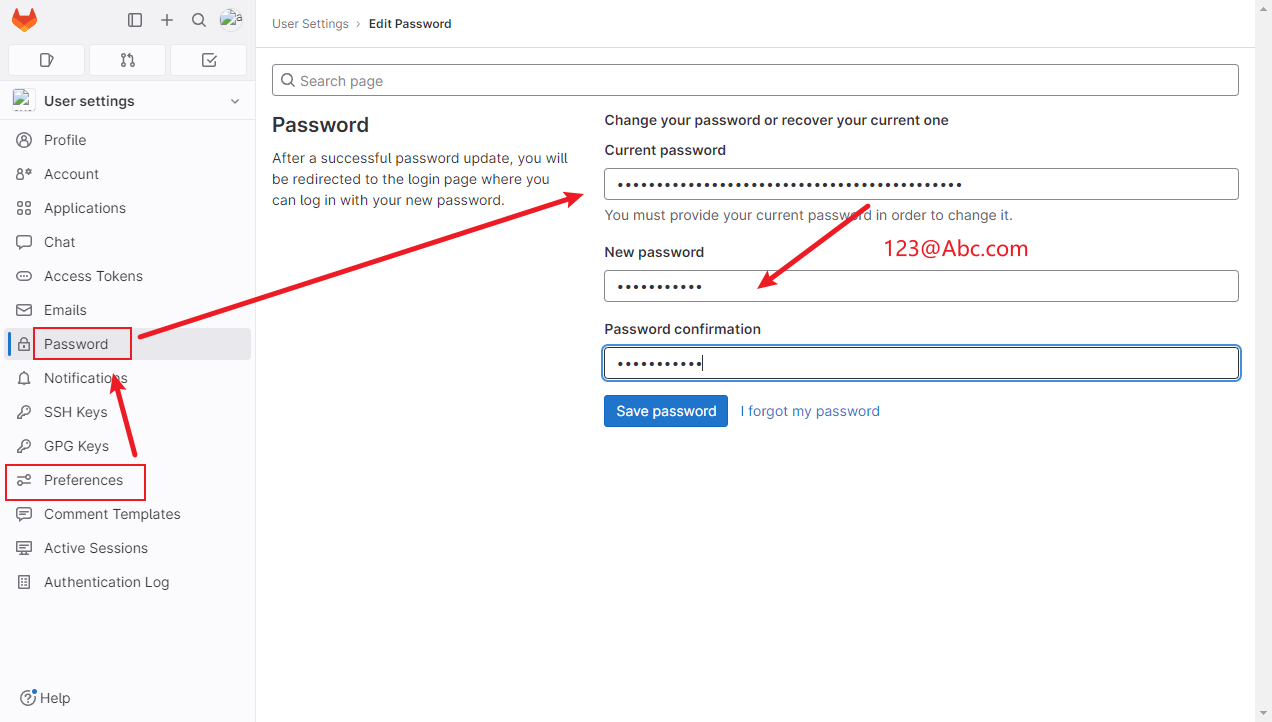 User Settings › Edit Password
User settings
Profile
Account
Applications
Chat
Access Tokens
Emails
Password
Notifications
SSH Keys
GPG Keys
Preferences
Comment Templates
Active Sessions
Authentication Log
Help
Search page
Password
After a successful password update, you will
be redirected to the login page where you
can log in with your new password.
Change your password or recover your current one
Current password
••••••••••••••••••••••••••••••••••••••••••••
You must provide your current password in order to change it.
New password
123@Abc.com
•••••••••••
Password confirmation
•••••••••••
Save password
I forgot my password